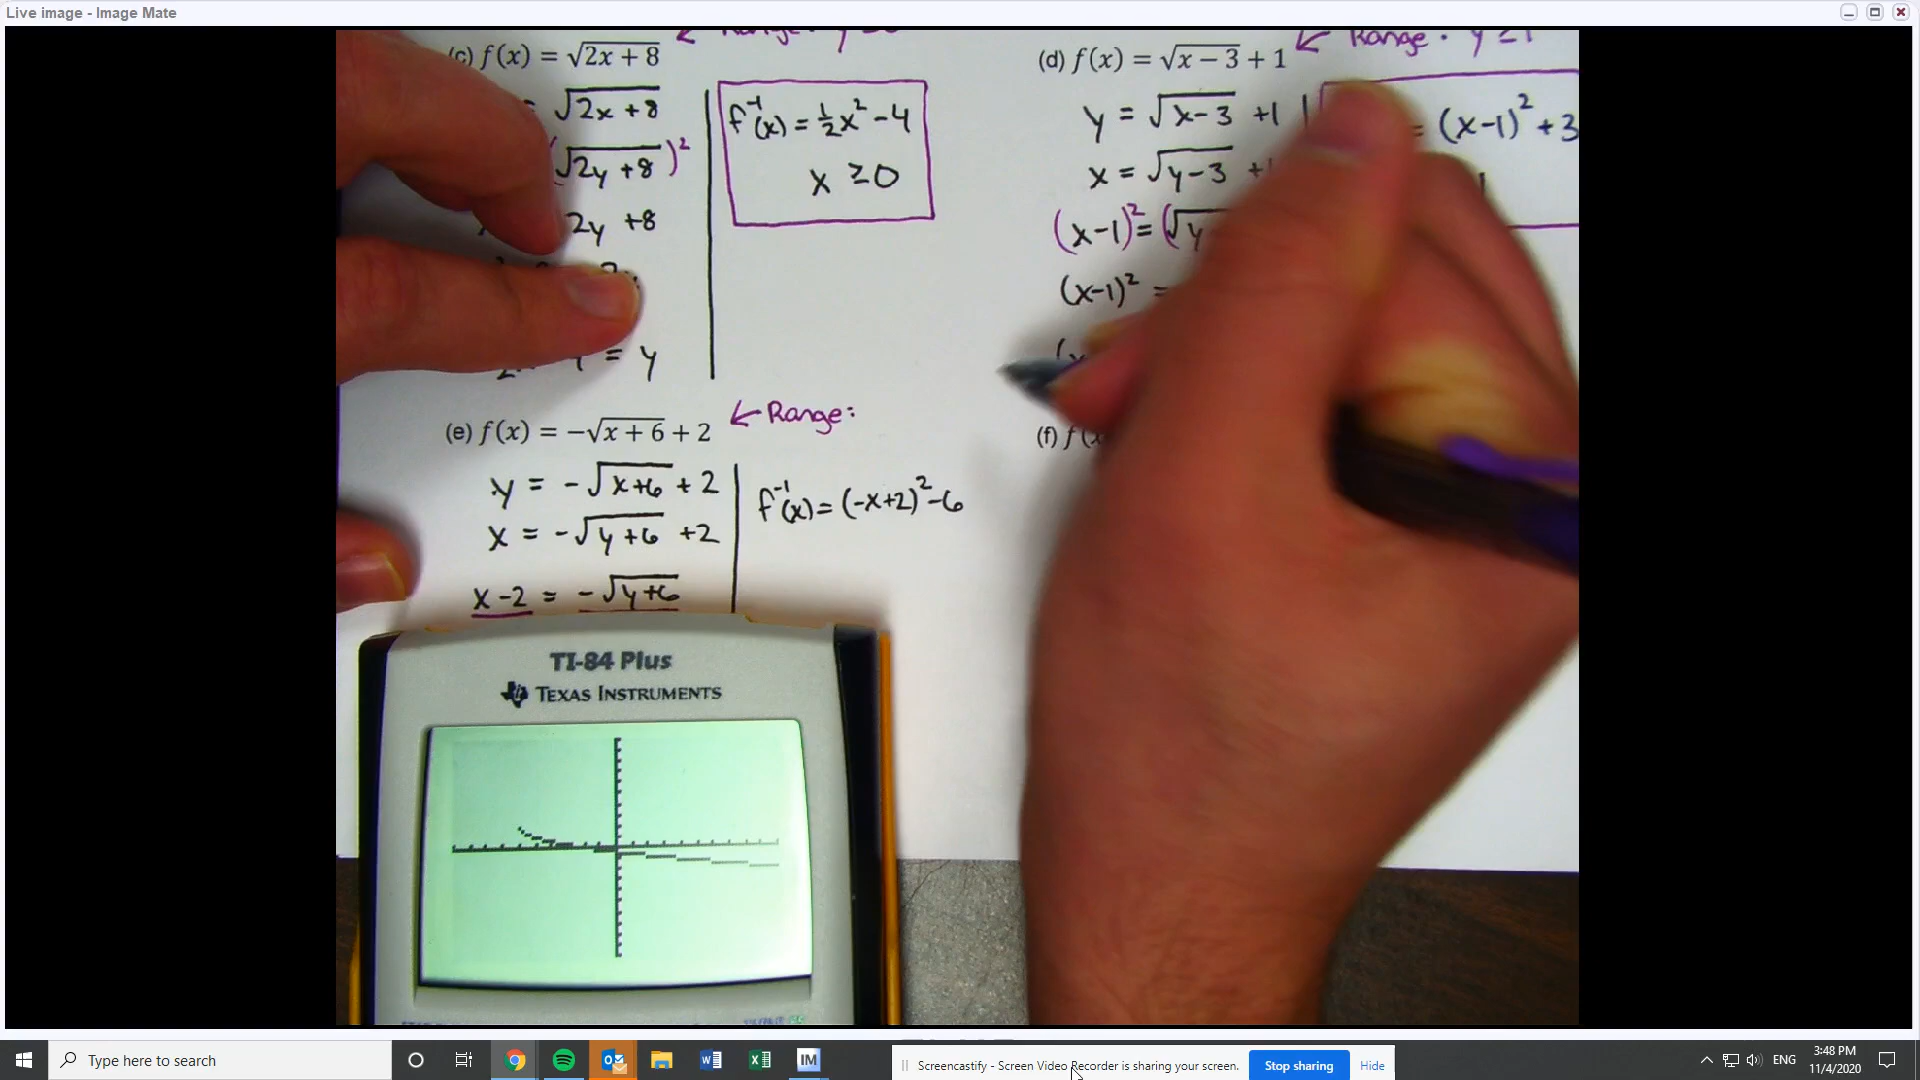 Live image - Image Mate
(c) f(x) = √2x + 8
√2x + 8
√2y + 8 )²
2y + 8
= y
f⁻¹(x) = ½x² - 4
x ≥ 0
Range: y ≥ 1
(d) f(x) = √x − 3 + 1
y = √x-3 + 1
x = √y-3 +
(x-1)² = (√y
(x-1)² =
= (x-1)² + 3
(e) f(x) = −√x + 6 + 2
← Range:
y = -√x+6 + 2
x = -√y+6 + 2
x - 2 = -√y+6
f⁻¹(x) = (-x+2)² - 6
(f) f(x
TI-84 Plus
TEXAS INSTRUMENTS
Type here to search
IM
Screencastify - Screen Video Recorder is sharing your screen.
Stop sharing
Hide
ENG
3:48 PM
11/4/2020